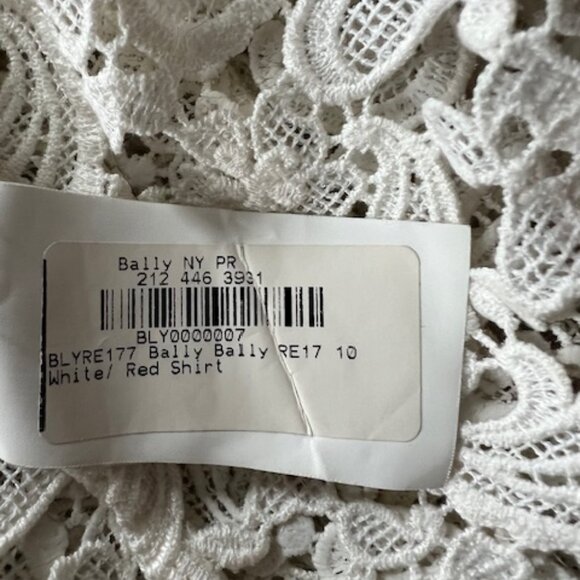 Bally NY PR
212 446 3931
BLY0000007
BLYRE177 Bally Bally RE17 10
White/ Red Shirt